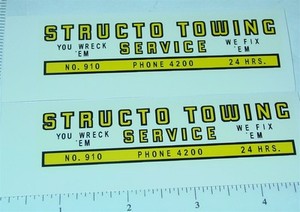 STRUCTO TOWING
YOU WRECK 'EM SERVICE WE FIX 'EM
NO. 910 PHONE 4200 24 HRS.
STRUCTO TOWING
YOU WRECK 'EM SERVICE WE FIX 'EM
NO. 910 PHONE 4200 24 HRS.
1 2 3 4